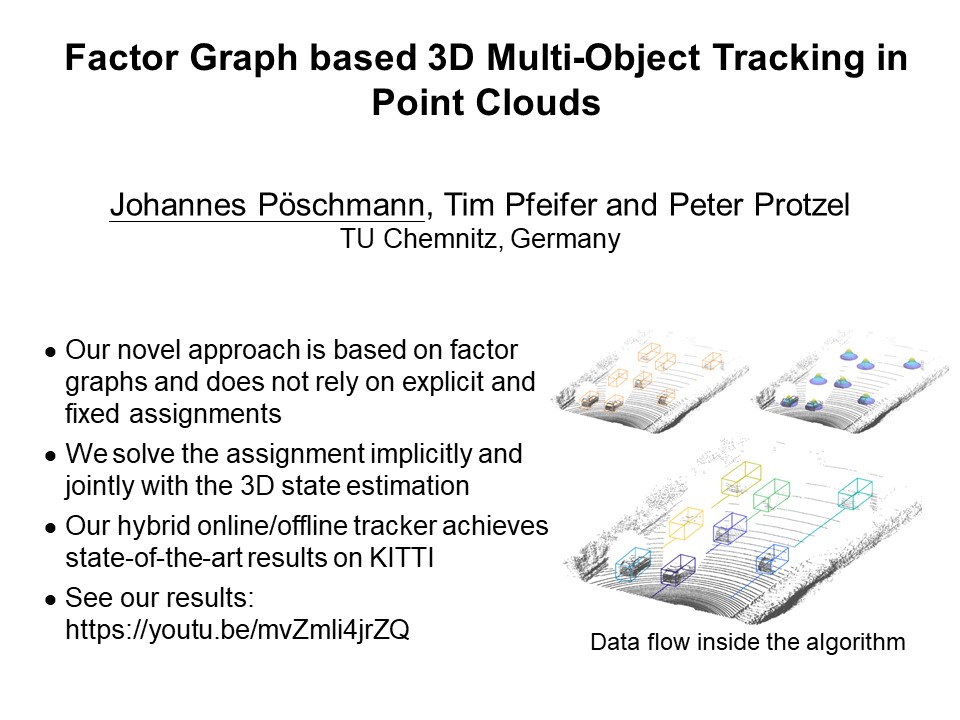 Factor Graph based 3D Multi-Object Tracking in
Point Clouds
Johannes Pöschmann, Tim Pfeifer and Peter Protzel
TU Chemnitz, Germany
• Our novel approach is based on factor
graphs and does not rely on explicit and
fixed assignments
• We solve the assignment implicitly and
jointly with the 3D state estimation
• Our hybrid online/offline tracker achieves
state-of-the-art results on KITTI
• See our results:
https://youtu.be/mvZmli4jrZQ
Data flow inside the algorithm